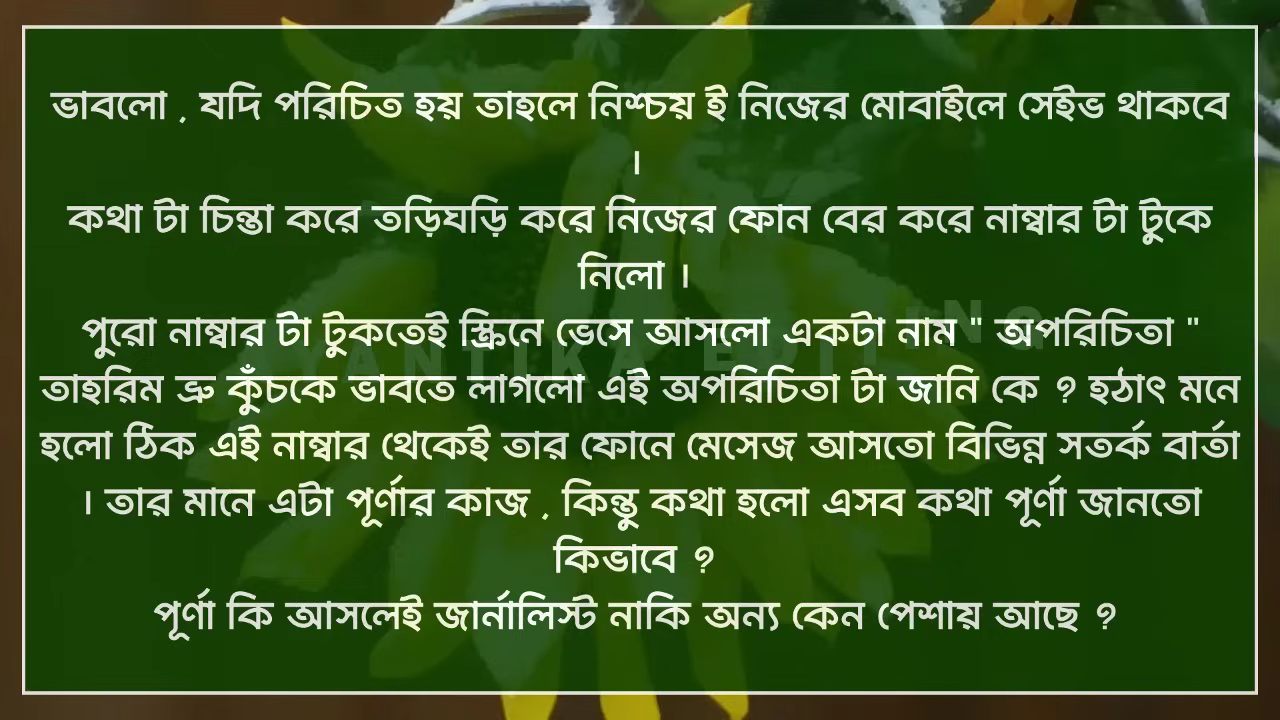 ভাবলো , যদি পরিচিত হয় তাহলে নিশ্চয় ই নিজের মোবাইলে সেইভ থাকবে
।
কথা টা চিন্তা করে তড়িঘড়ি করে নিজের ফোন বের করে নাম্বার টা টুকে
নিলো ।
পুরো নাম্বার টা টুকতেই স্ক্রিনে ভেসে আসলো একটা নাম " অপরিচিতা "
তাহরিম ভ্রু কুঁচকে ভাবতে লাগলো এই অপরিচিতা টা জানি কে ? হঠাৎ মনে
হলো ঠিক এই নাম্বার থেকেই তার ফোনে মেসেজ আসতো বিভিন্ন সতর্ক বার্তা
। তার মানে এটা পূর্ণার কাজ , কিন্তু কথা হলো এসব কথা পূর্ণা জানতো
কিভাবে ?
পূর্ণা কি আসলেই জার্নালিস্ট নাকি অন্য কেন পেশায় আছে ?